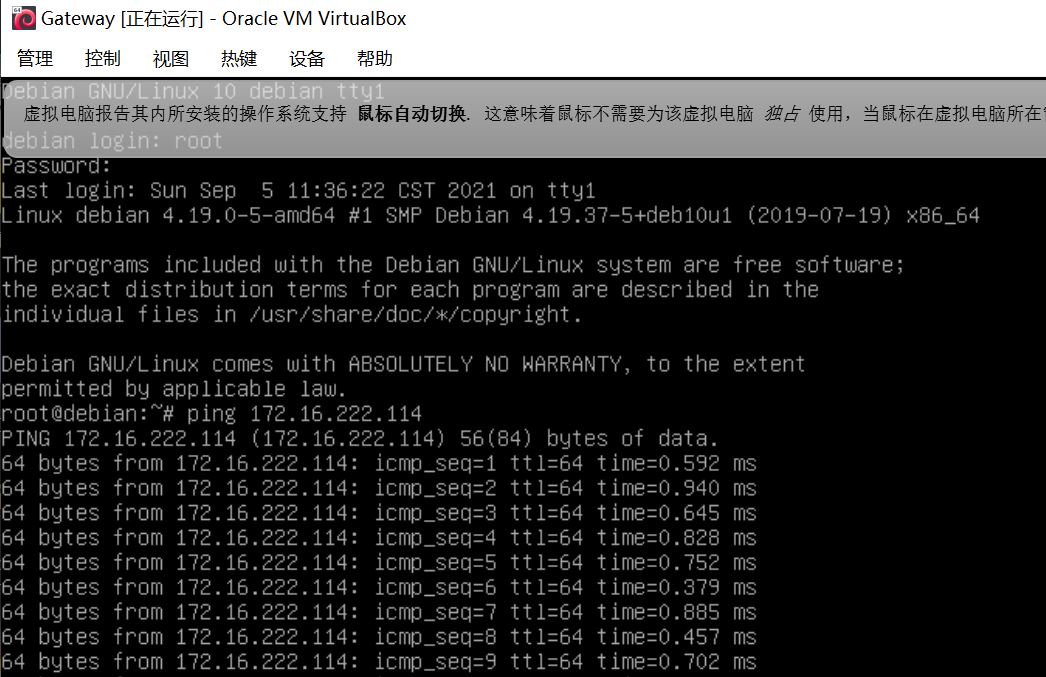 64
Gateway [正在运行] - Oracle VM VirtualBox
管理 控制 视图 热键 设备 帮助
Debian GNU/Linux 10 debian tty1
虚拟电脑报告其内所安装的操作系统支持 鼠标自动切换. 这意味着鼠标不需要为该虚拟电脑 独占 使用，当鼠标在虚拟电脑所在
debian login: root
Password:
Last login: Sun Sep  5 11:36:22 CST 2021 on tty1
Linux debian 4.19.0-5-amd64 #1 SMP Debian 4.19.37-5+deb10u1 (2019-07-19) x86_64
The programs included with the Debian GNU/Linux system are free software;
the exact distribution terms for each program are described in the
individual files in /usr/share/doc/*/copyright.
Debian GNU/Linux comes with ABSOLUTELY NO WARRANTY, to the extent
permitted by applicable law.
root@debian:~# ping 172.16.222.114
PING 172.16.222.114 (172.16.222.114) 56(84) bytes of data.
64 bytes from 172.16.222.114: icmp_seq=1 ttl=64 time=0.592 ms
64 bytes from 172.16.222.114: icmp_seq=2 ttl=64 time=0.940 ms
64 bytes from 172.16.222.114: icmp_seq=3 ttl=64 time=0.645 ms
64 bytes from 172.16.222.114: icmp_seq=4 ttl=64 time=0.828 ms
64 bytes from 172.16.222.114: icmp_seq=5 ttl=64 time=0.752 ms
64 bytes from 172.16.222.114: icmp_seq=6 ttl=64 time=0.379 ms
64 bytes from 172.16.222.114: icmp_seq=7 ttl=64 time=0.885 ms
64 bytes from 172.16.222.114: icmp_seq=8 ttl=64 time=0.457 ms
64 bytes from 172.16.222.114: icmp_seq=9 ttl=64 time=0.702 ms